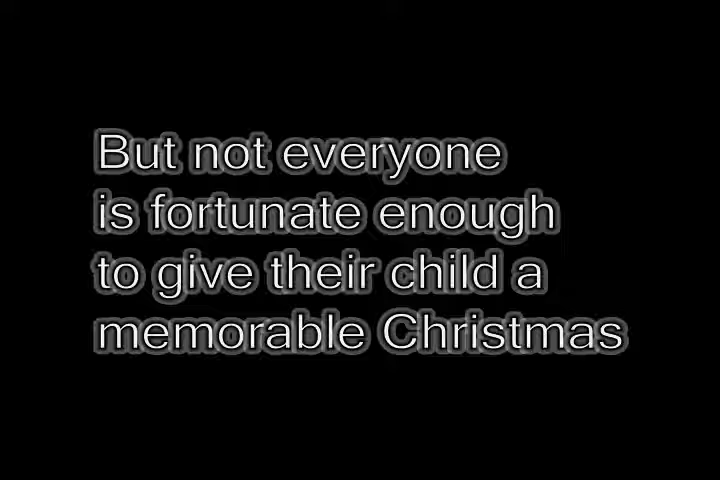 But not everyone
is fortunate enough
to give their child a
memorable Christmas